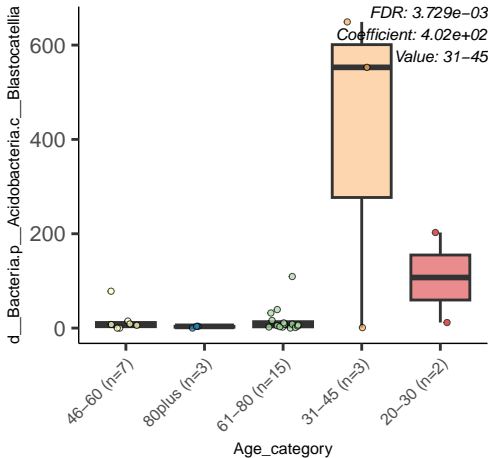 FDR: 3.729e−03
Coefficient: 4.02e+02
Value: 31−45
d__Bacteria.p__Acidobacteria.c__Blastocatellia
600
400
200
0
46−60 (n=7)
80plus (n=3)
61−80 (n=15)
31−45 (n=3)
20−30 (n=2)
Age_category